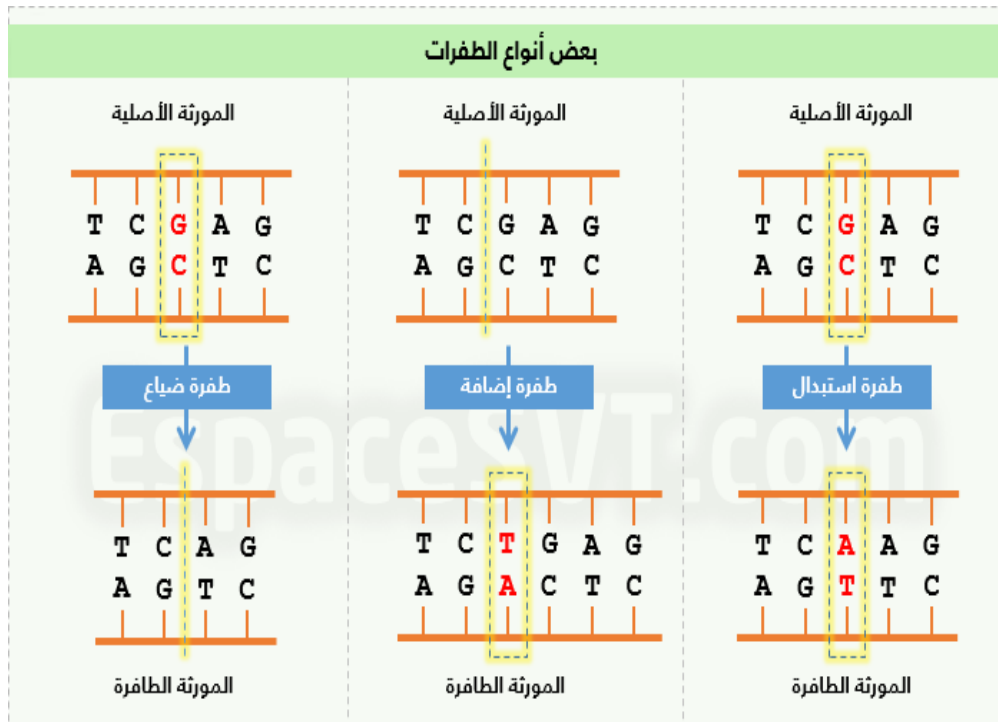 بعض أنواع الطفرات
المورثة الأصلية المورثة الأصلية المورثة الأصلية
T C G A G T C G A G T C G A G
A G C T C A G C T C A G C T C
طفرة استبدال طفرة إضافة طفرة ضياع
EspaceSVT.com
T C A G T C T G A G T C A A G
A G T C A G A C T C A G T T C
المورثة الطافرة المورثة الطافرة المورثة الطافرة